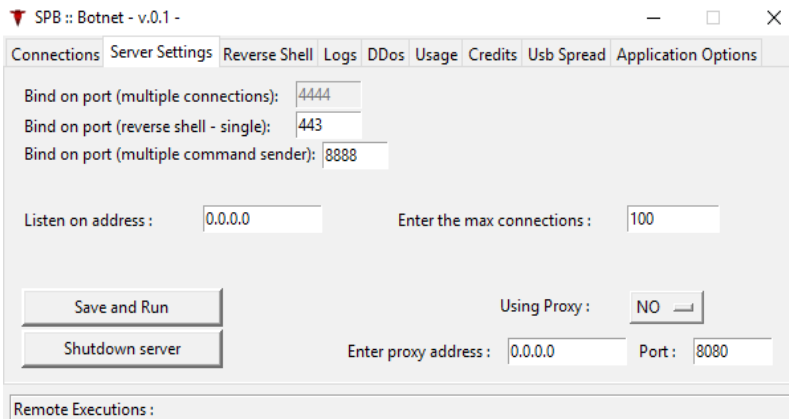 SPB :: Botnet - v.0.1 -
Connections Server Settings Reverse Shell Logs DDos Usage Credits Usb Spread Application Options
Bind on port (multiple connections): 4444
Bind on port (reverse shell - single): 443
Bind on port (multiple command sender): 8888
Listen on address : 0.0.0.0 Enter the max connections : 100
Save and Run Using Proxy : NO
Shutdown server Enter proxy address : 0.0.0.0 Port : 8080
Remote Executions :